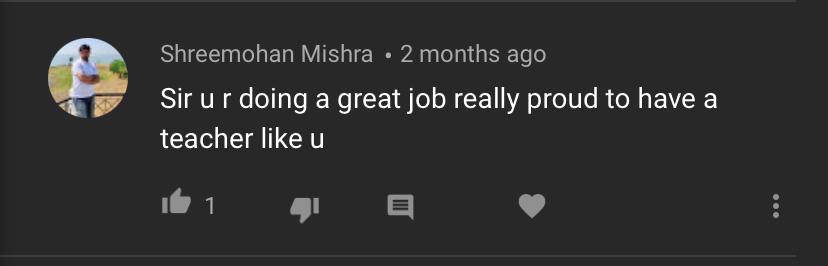 Shreemohan Mishra • 2 months ago
Sir u r doing a great job really proud to have a
teacher like u
1